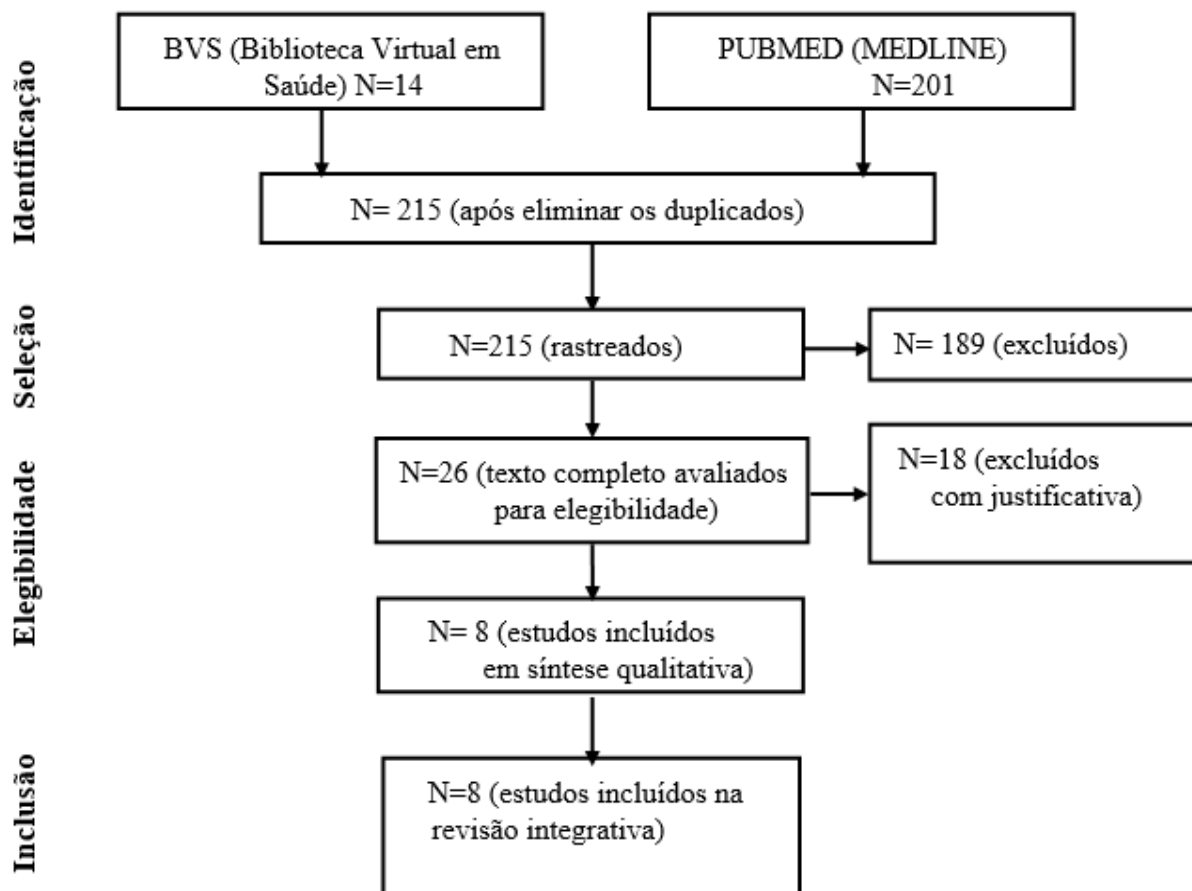 Identificação
BVS (Biblioteca Virtual em
Saúde) N=14
PUBMED (MEDLINE)
N=201
N= 215 (após eliminar os duplicados)
Seleção
N=215 (rastreados)
N= 189 (excluídos)
Elegibilidade
N=26 (texto completo avaliados
para elegibilidade)
N=18 (excluídos
com justificativa)
N= 8 (estudos incluídos
em síntese qualitativa)
Inclusão
N=8 (estudos incluídos na
revisão integrativa)